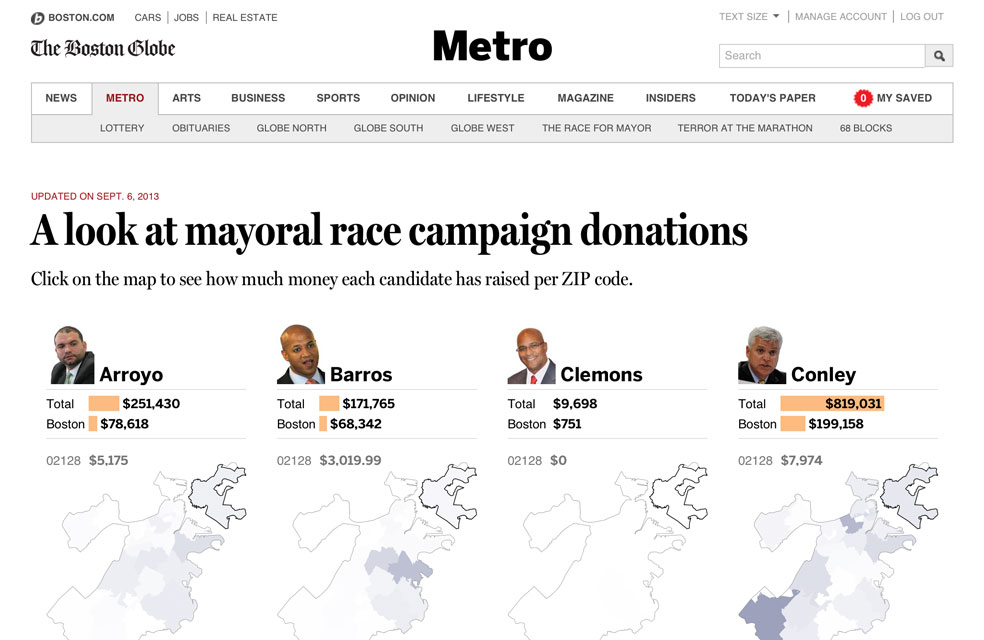 BOSTON.COM CARS JOBS REAL ESTATE TEXT SIZE MANAGE ACCOUNT LOG OUT
The Boston Globe Metro Search
NEWS METRO ARTS BUSINESS SPORTS OPINION LIFESTYLE MAGAZINE INSIDERS TODAY'S PAPER 0 MY SAVED
LOTTERY OBITUARIES GLOBE NORTH GLOBE SOUTH GLOBE WEST THE RACE FOR MAYOR TERROR AT THE MARATHON 68 BLOCKS
UPDATED ON SEPT. 6, 2013
A look at mayoral race campaign donations
Click on the map to see how much money each candidate has raised per ZIP code.
Arroyo
Total $251,430
Boston $78,618
02128 $5,175
Barros
Total $171,765
Boston $68,342
02128 $3,019.99
Clemons
Total $9,698
Boston $751
02128 $0
Conley
Total $819,031
Boston $199,158
02128 $7,974